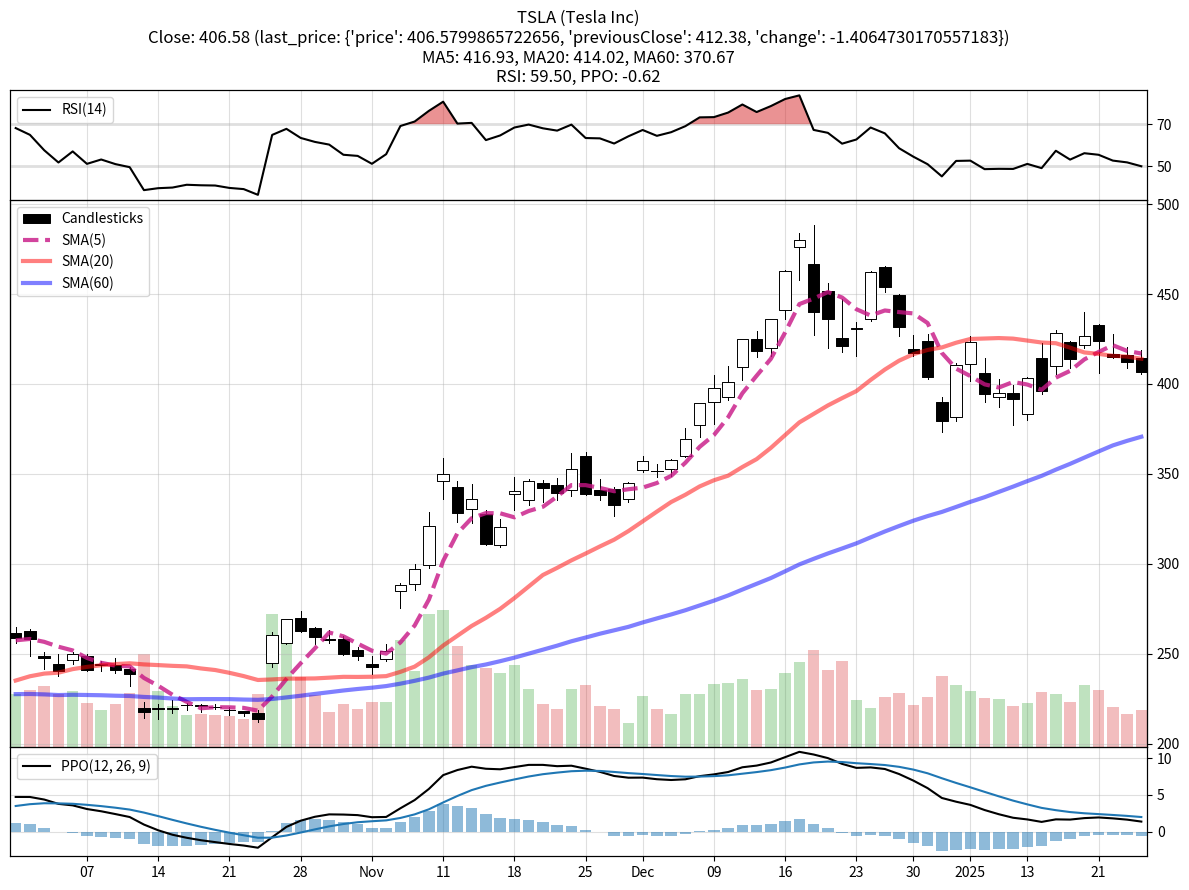 TSLA (Tesla Inc)
Close: 406.58 (last_price: {'price': 406.5799865722656, 'previousClose': 412.38, 'change': -1.4064730170557183})
MA5: 416.93, MA20: 414.02, MA60: 370.67
RSI: 59.50, PPO: -0.62
RSI(14)
70
50
Candlesticks
SMA(5)
SMA(20)
SMA(60)
500
450
400
350
300
250
200
PPO(12, 26, 9)
10
5
0
07 14 21 28 Nov 11 18 25 Dec 09 16 23 30 2025 13 21